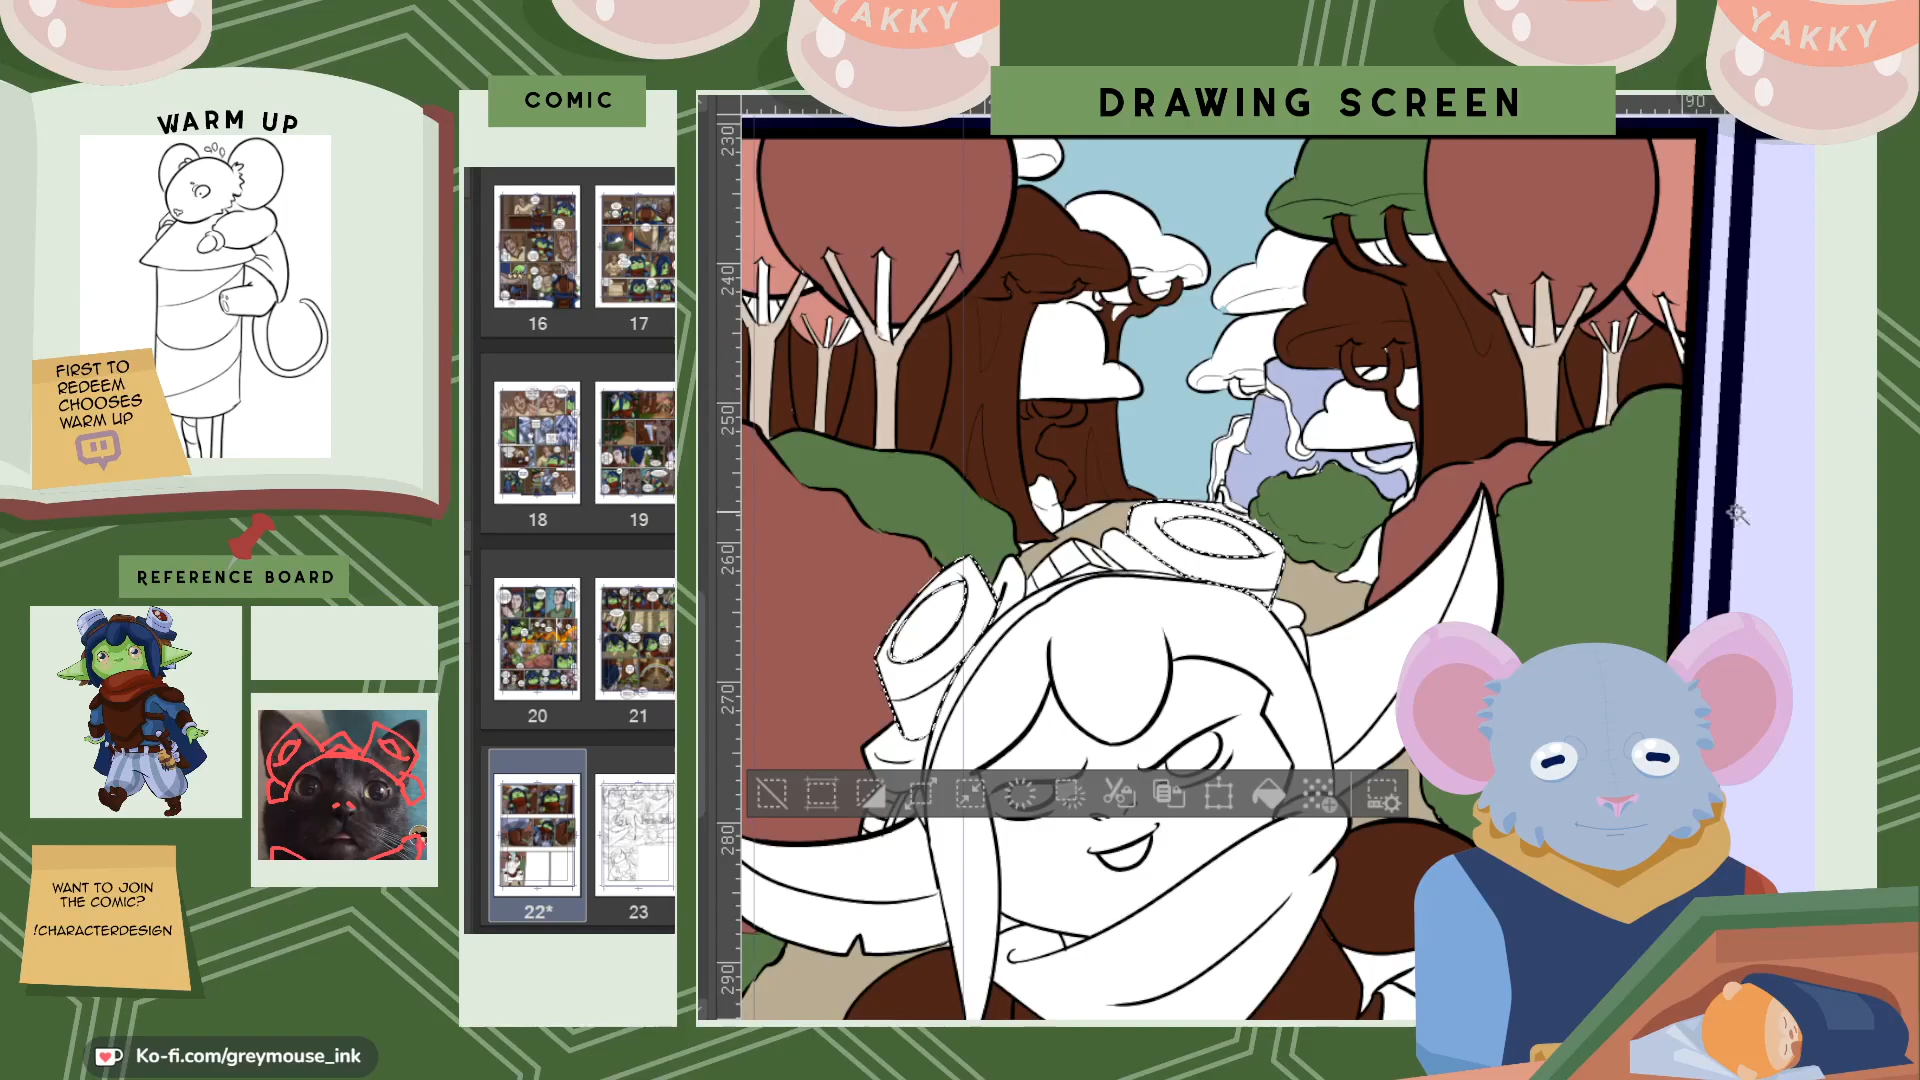 YAKKY
YAKKY
WARM UP
COMIC
DRAWING SCREEN
90
230
240
250
260
270
280
290
FIRST TO
REDEEM
CHOOSES
WARM UP
16
17
18
19
20
21
22*
23
REFERENCE BOARD
WANT TO JOIN
THE COMIC?
!CHARACTERDESIGN
Ko-fi.com/greymouse_ink